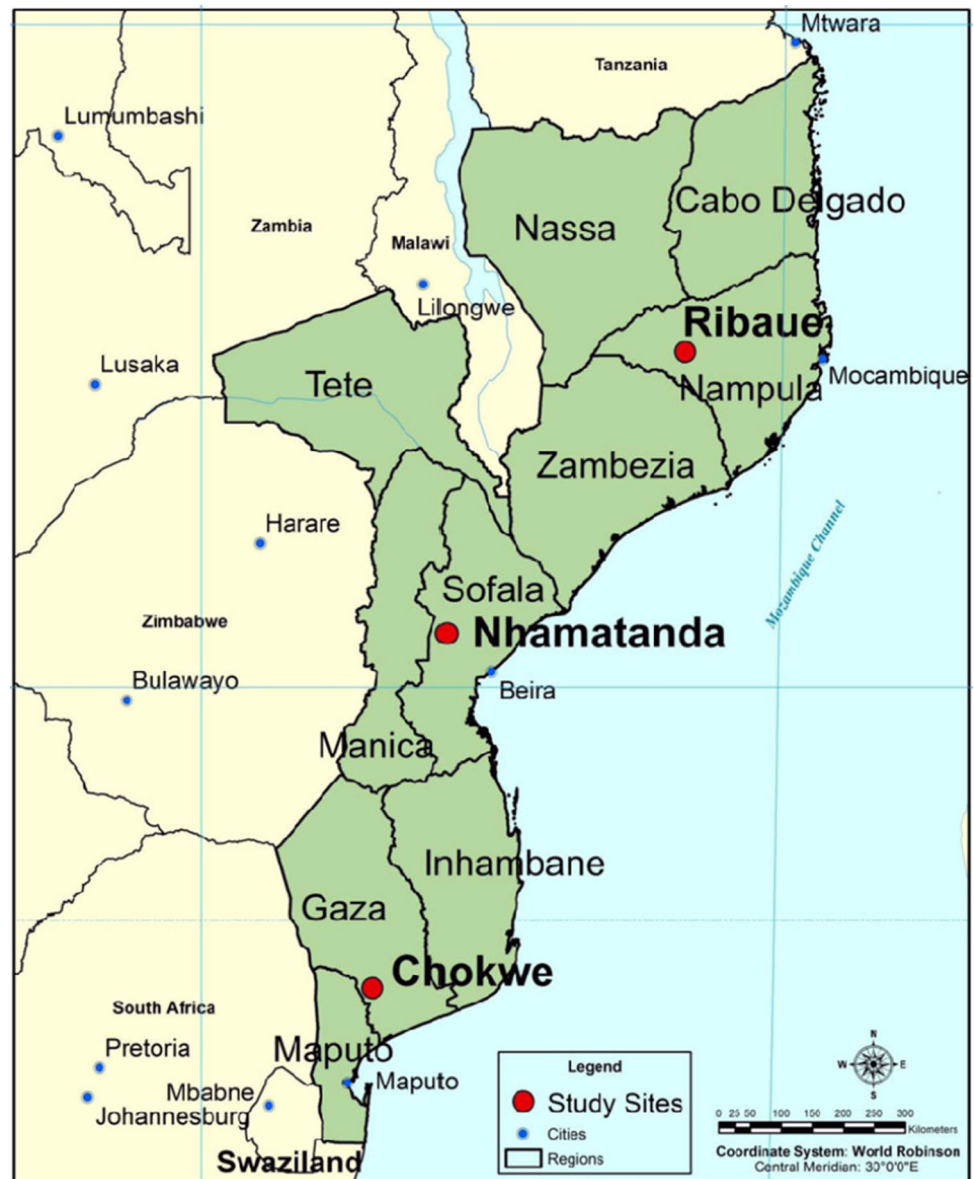 Mtwara
Tanzania
Lumumbashi
Cabo Delgado
Zambia
Nassa
Malawi
Lilongwe
Ribaue
Lusaka
Mocambique
Tete
Nampula
Zambezia
Harare
Mozambique Channel
Sofala
Zimbabwe
Nhamatanda
Bulawayo
Beira
Manica
Inhambane
Gaza
Chokwe
South Africa
Pretoria
Maputo
Maputo
Mbabne
Johannesburg
Swaziland
Legend
Study Sites
Cities
Regions
N
W E
S
0 25 50 100 150 200 250 300
Kilometers
Coordinate System: World Robinson
Central Meridian: 30°0'0"E